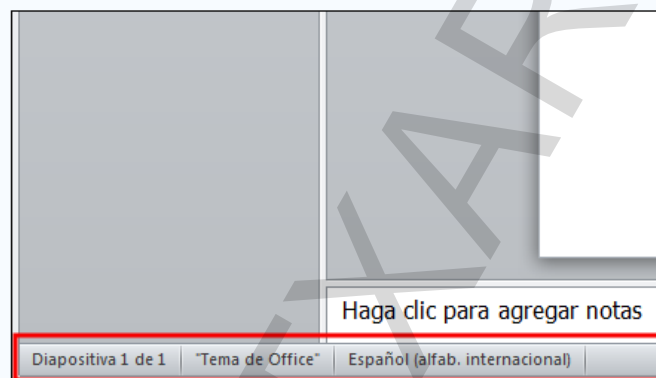 Haga clic para agregar notas
Diapositiva 1 de 1 "Tema de Office" Español (alfab. internacional)